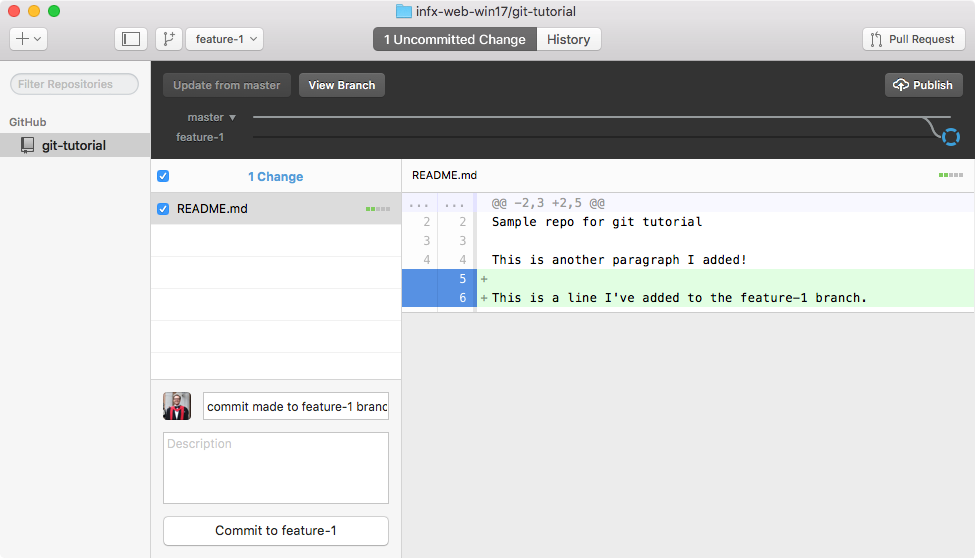 infx-web-win17/git-tutorial
feature-1
1 Uncommitted Change
History
Pull Request
Filter Repositories
GitHub
git-tutorial
Update from master
View Branch
Publish
master
feature-1
1 Change
README.md
README.md
... ... @@ -2,3 +2,5 @@
2 2 Sample repo for git tutorial
3 3
4 4 This is another paragraph I added!
5 +
6 + This is a line I've added to the feature-1 branch.
commit made to feature-1 branc
Description
Commit to feature-1